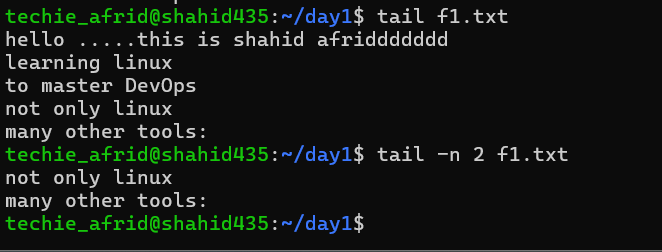 techie_afrid@shahid435:~/day1$ tail f1.txt
hello .....this is shahid afridddddd
learning linux
to master DevOps
not only linux
many other tools:
techie_afrid@shahid435:~/day1$ tail -n 2 f1.txt
not only linux
many other tools:
techie_afrid@shahid435:~/day1$